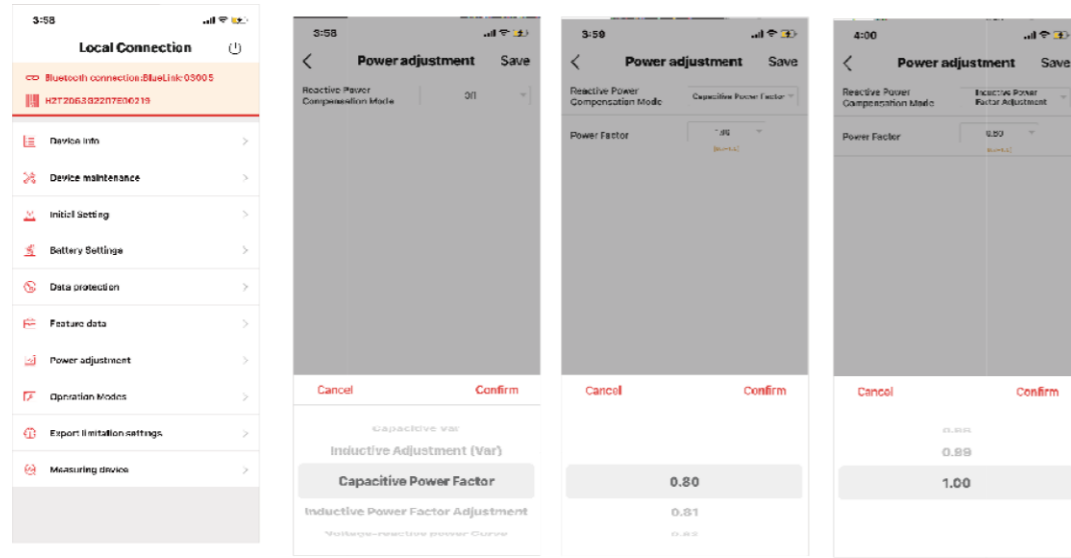 3:58
Local Connection
Bluetooth connection:BlueLink:03005
Device Info
Device maintenance
Initial Setting
Battery Settings
Data protection
Feature data
Power adjustment
Operation Modes
Export limitation settings
Measuring device
3:58
Power adjustment Save
Reactive Power
Compensation Mode
Cancel Confirm
Capacitive Var
Inductive Adjustment (Var)
Capacitive Power Factor
Inductive Power Factor Adjustment
Voltage-reactive power Curve
Power adjustment Save
Reactive Power
Compensation Mode Capacitive Power Factor
Power Factor
Cancel Confirm
0.80
0.81
4:00
Power adjustment Save
Reactive Power Inductive Power
Compensation Mode Factor Adjustment
Power Factor 0.80
Cancel Confirm
1.00